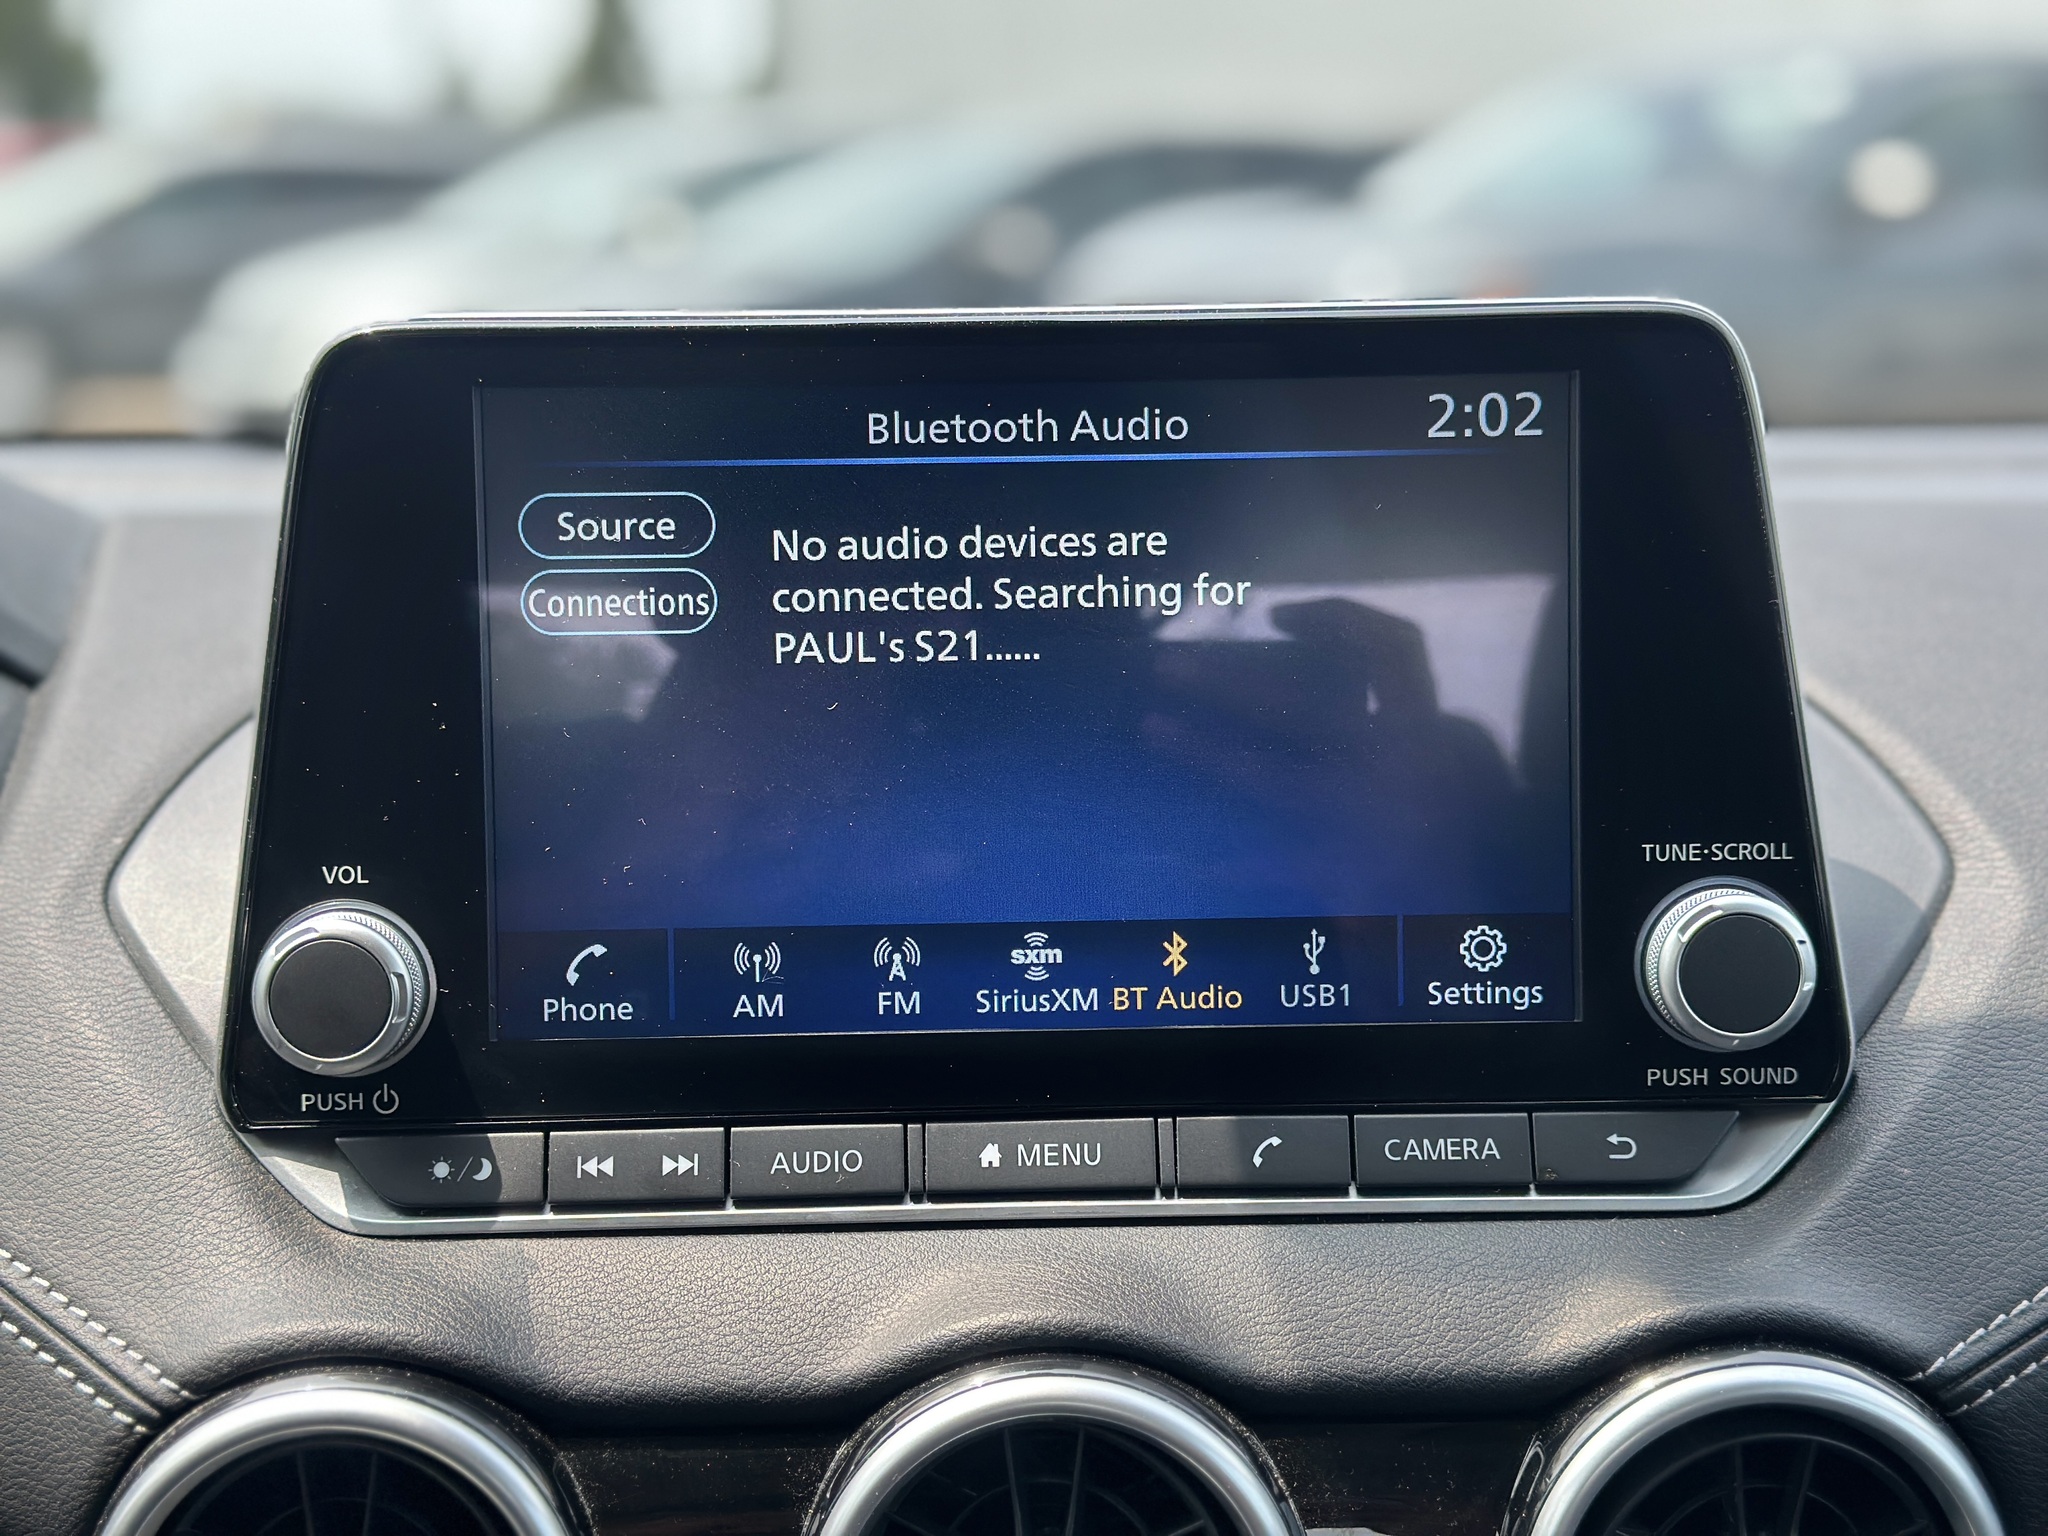 Bluetooth Audio
2:02
Source
Connections
No audio devices are
connected. Searching for
PAUL's S21......
VOL
TUNE·SCROLL
Phone
AM
FM
sxm
SiriusXM
BT Audio
USB1
Settings
PUSH
PUSH SOUND
AUDIO
MENU
CAMERA